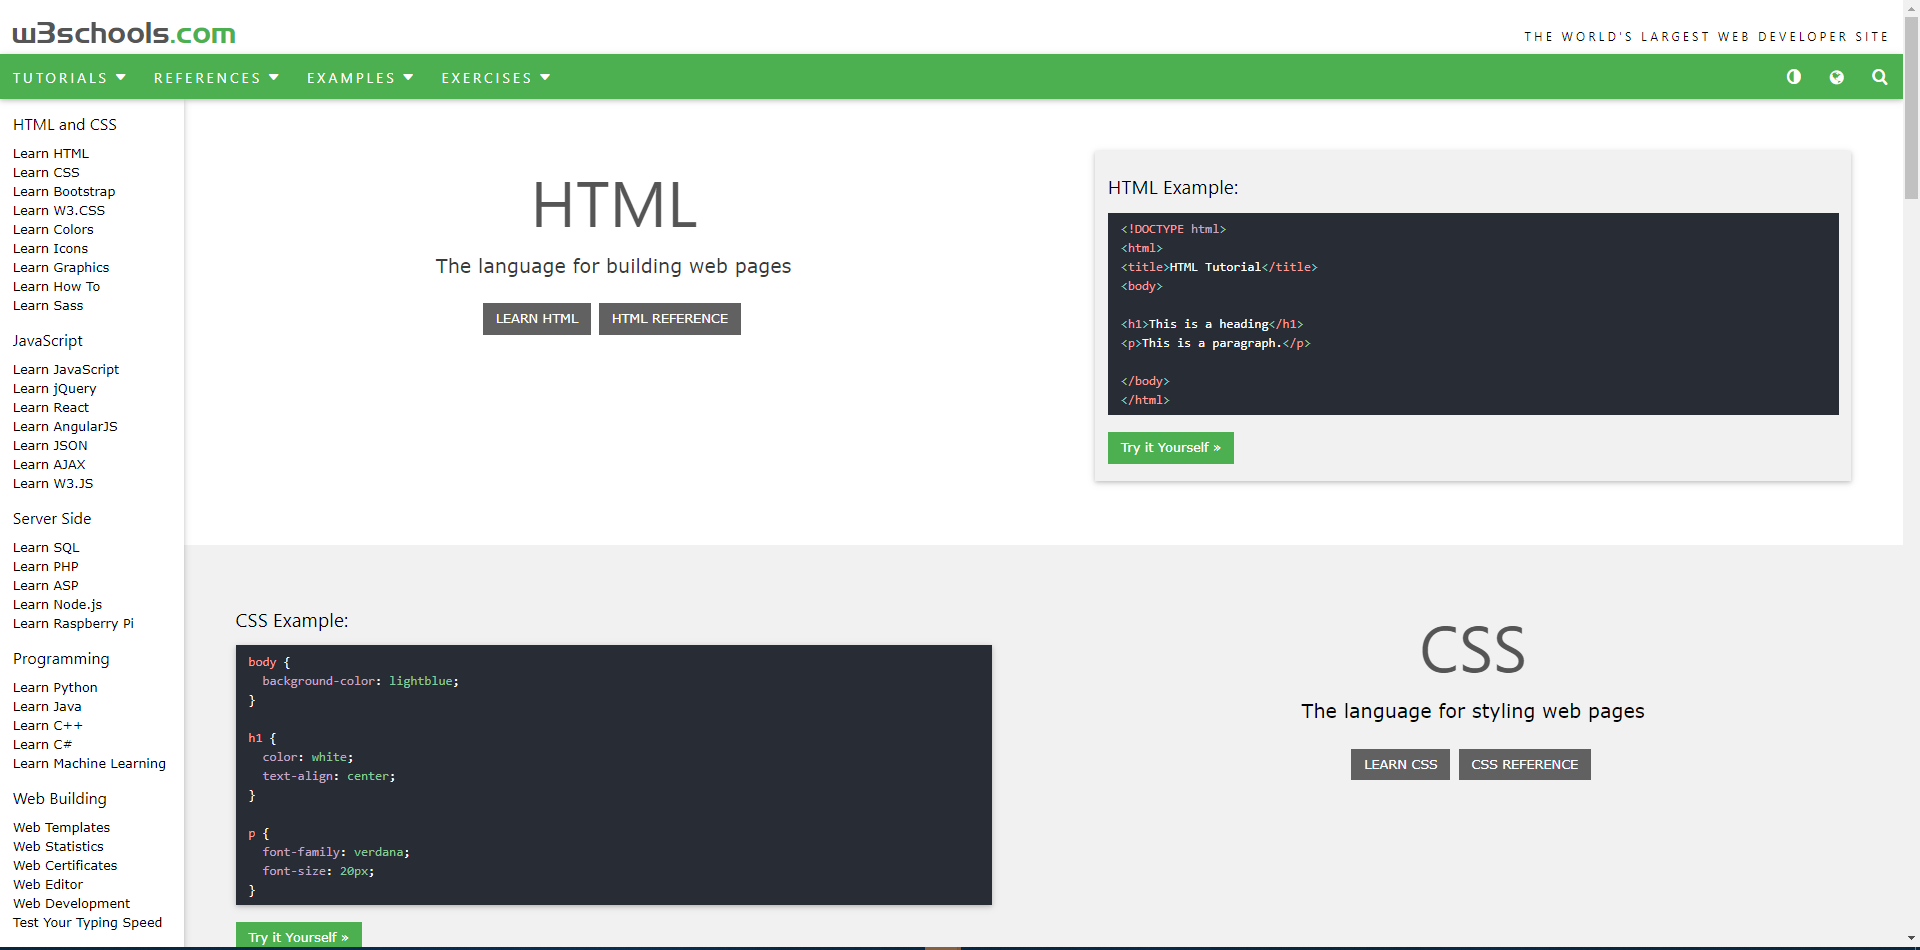 w3schools.com
THE WORLD'S LARGEST WEB DEVELOPER SITE
TUTORIALS REFERENCES EXAMPLES EXERCISES
HTML and CSS
Learn HTML
Learn CSS
Learn Bootstrap
Learn W3.CSS
Learn Colors
Learn Icons
Learn Graphics
Learn How To
Learn Sass
JavaScript
Learn JavaScript
Learn jQuery
Learn React
Learn AngularJS
Learn JSON
Learn AJAX
Learn W3.JS
Server Side
Learn SQL
Learn PHP
Learn ASP
Learn Node.js
Learn Raspberry Pi
Programming
Learn Python
Learn Java
Learn C++
Learn C#
Learn Machine Learning
Web Building
Web Templates
Web Statistics
Web Certificates
Web Editor
Web Development
Test Your Typing Speed
HTML
The language for building web pages
LEARN HTML HTML REFERENCE
HTML Example:
<!DOCTYPE html>
<html>
<title>HTML Tutorial</title>
<body>
<h1>This is a heading</h1>
<p>This is a paragraph.</p>
</body>
</html>
Try it Yourself »
CSS Example:
body {
background-color: lightblue;
}
h1 {
color: white;
text-align: center;
}
p {
font-family: verdana;
font-size: 20px;
}
Try it Yourself »
CSS
The language for styling web pages
LEARN CSS CSS REFERENCE